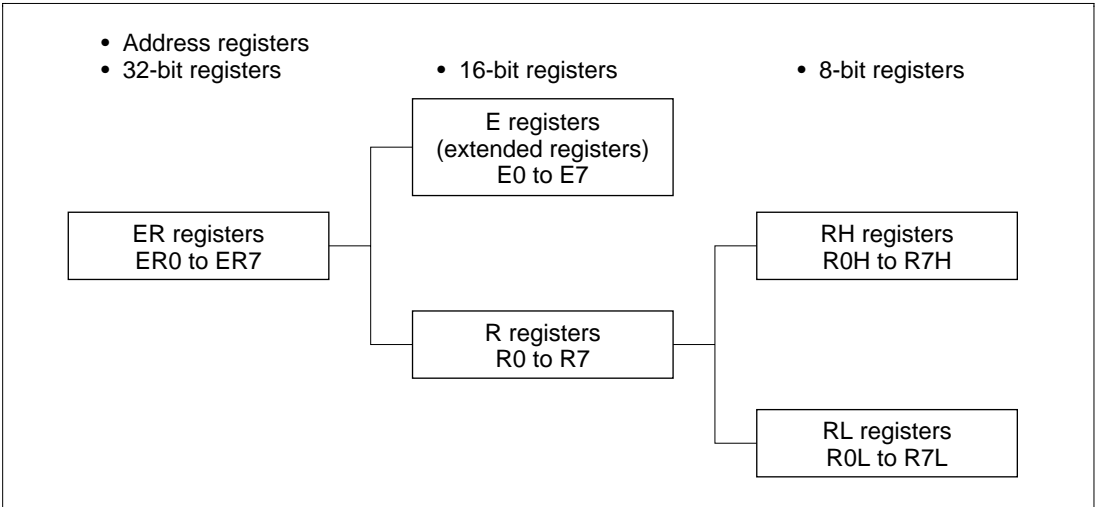 • Address registers
• 32-bit registers
• 16-bit registers
• 8-bit registers
E registers
(extended registers)
E0 to E7
ER registers
ER0 to ER7
RH registers
R0H to R7H
R registers
R0 to R7
RL registers
R0L to R7L